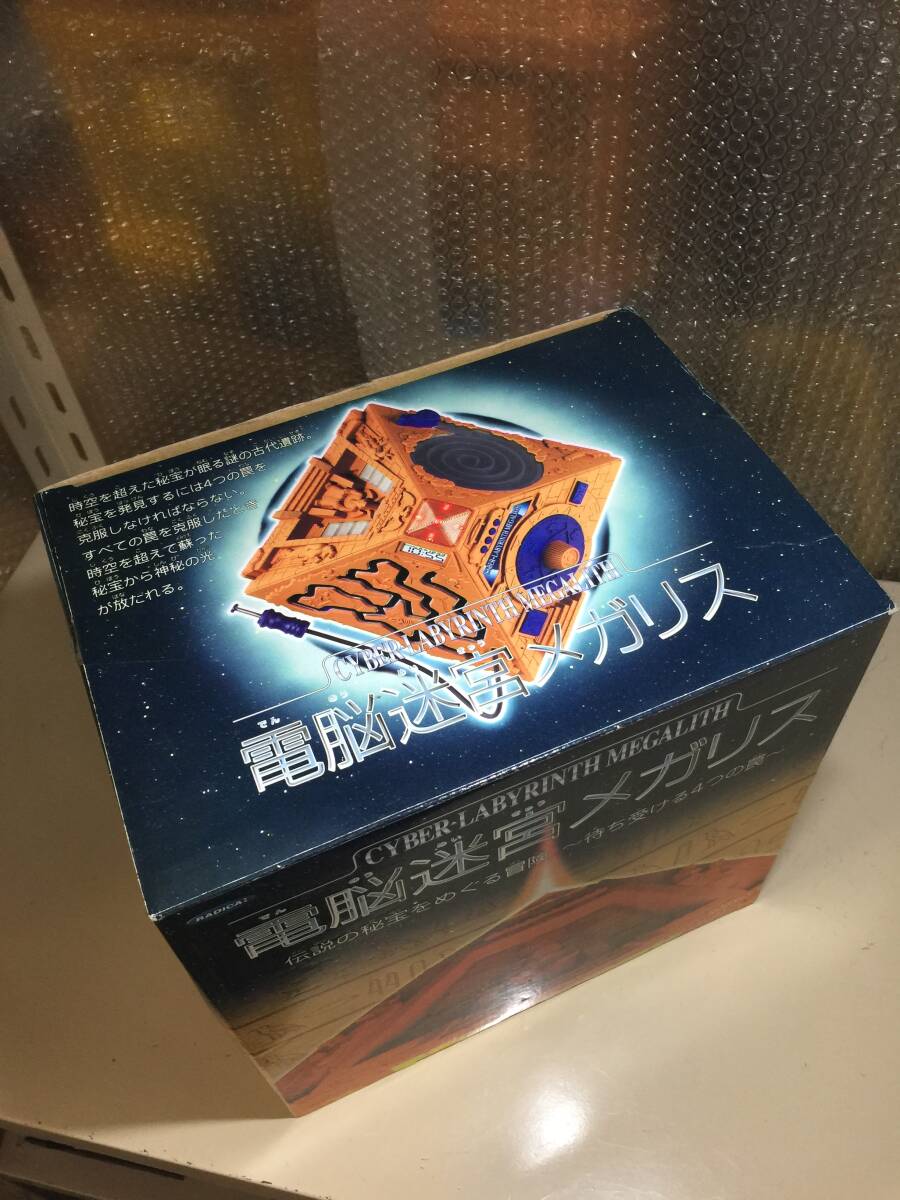 時空を超えた秘宝が眠る謎の古代遺跡。
秘宝を発見するには4つの罠を
克服しなければならない。
すべての罠を克服したとき
時空を超えて蘇った
秘宝から神秘の光
が放たれる。
CYBER-LABYRINTH MEGALITH
CYBER-LABYRINTH MEGALITH
電脳迷宮メガリス
CYBER-LABYRINTH MEGALITH
電脳迷宮メガリス
RADICA:
伝説の秘宝をめぐる冒険 〜待ち受ける4つの罠〜